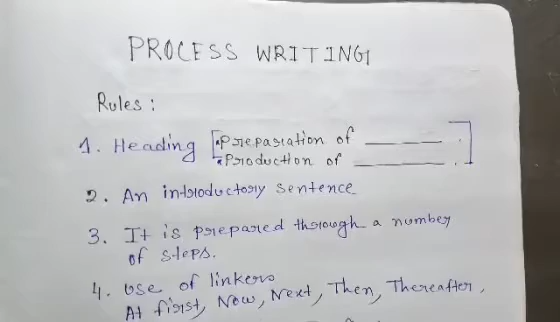 PROCESS WRITING
Rules :
1. Heading [•Preparation of ______ ]
•Production of ______ .
2. An introductory sentence
3. It is prepared through a number
of steps.
4. Use of linkers
At first, Now, Next, Then, Thereafter,